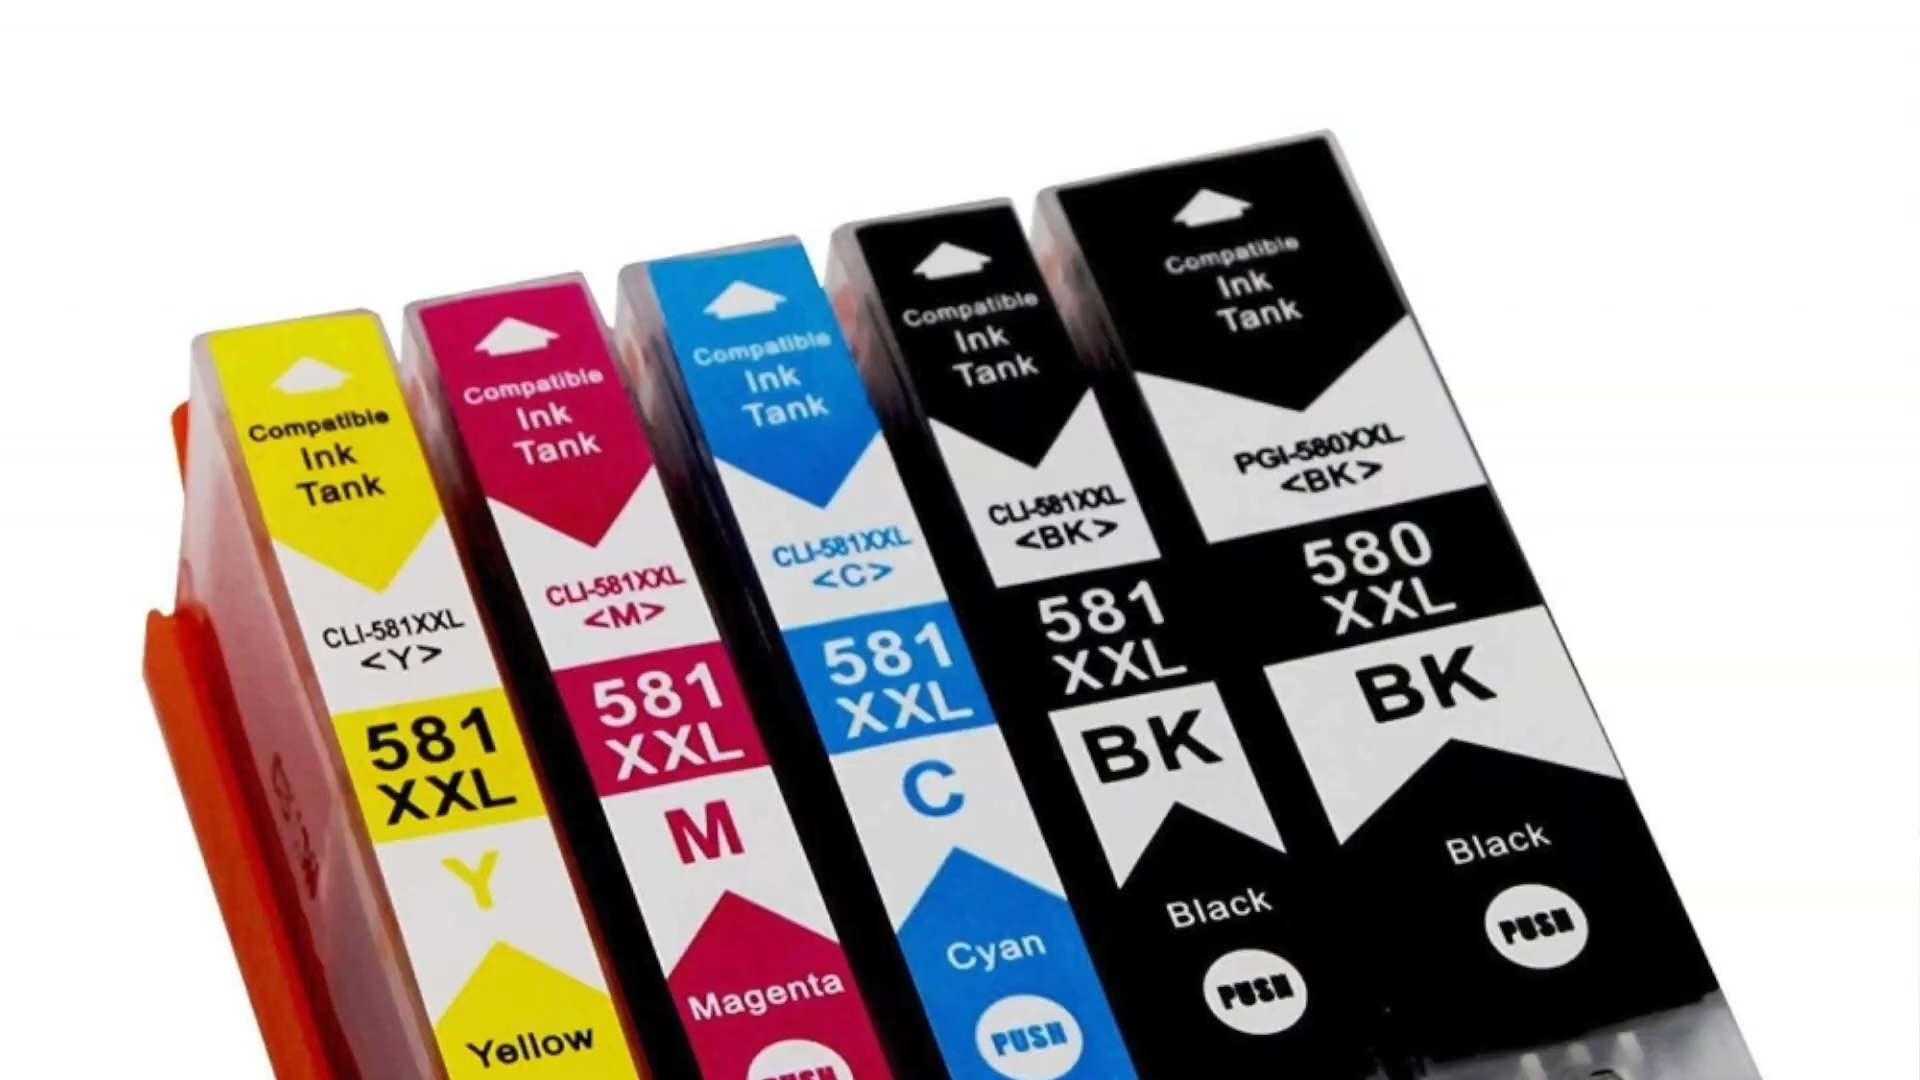 Compatible
Ink
Tank
CLI-581XXL
<Y>
581
XXL
Y
Yellow
Compatible
Ink
Tank
CLI-581XXL
<M>
581
XXL
M
Magenta
PUSH
Compatible
Ink
Tank
CLI-581XXL
<C>
581
XXL
C
Cyan
PUSH
Compatible
Ink
Tank
CLI-581XXL
<BK>
581
XXL
BK
Black
PUSH
Compatible
Ink
Tank
PGI-580XXL
<BK>
580
XXL
BK
Black
PUSH